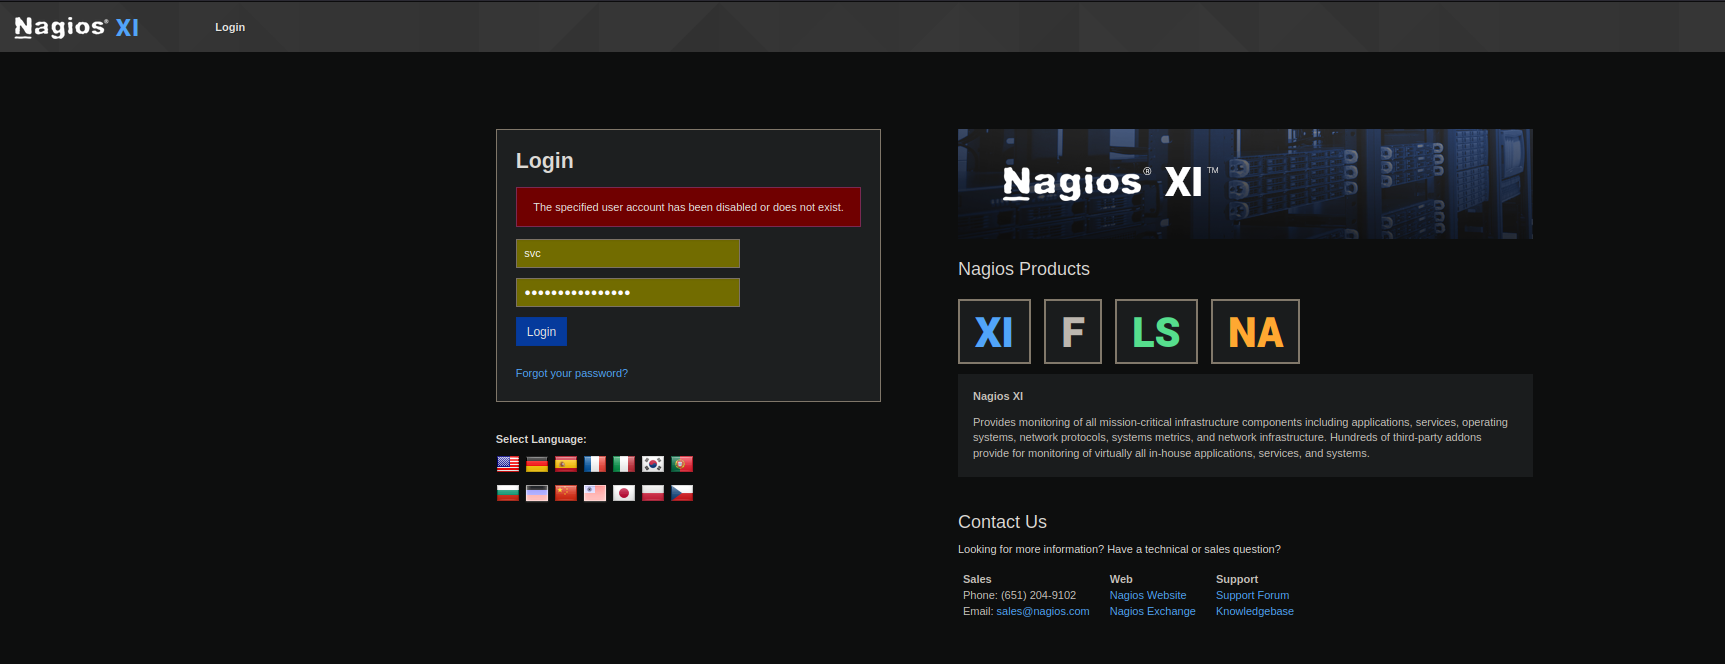 Nagios® XI
Login
Login
The specified user account has been disabled or does not exist.
svc
●●●●●●●●●●●●●●●●
Login
Forgot your password?
Select Language:
Nagios® XI™
Nagios Products
XI F LS NA
Nagios XI
Provides monitoring of all mission-critical infrastructure components including applications, services, operating
systems, network protocols, systems metrics, and network infrastructure. Hundreds of third-party addons
provide for monitoring of virtually all in-house applications, services, and systems.
Contact Us
Looking for more information? Have a technical or sales question?
Sales Web Support
Phone: (651) 204-9102 Nagios Website Support Forum
Email: sales@nagios.com Nagios Exchange Knowledgebase